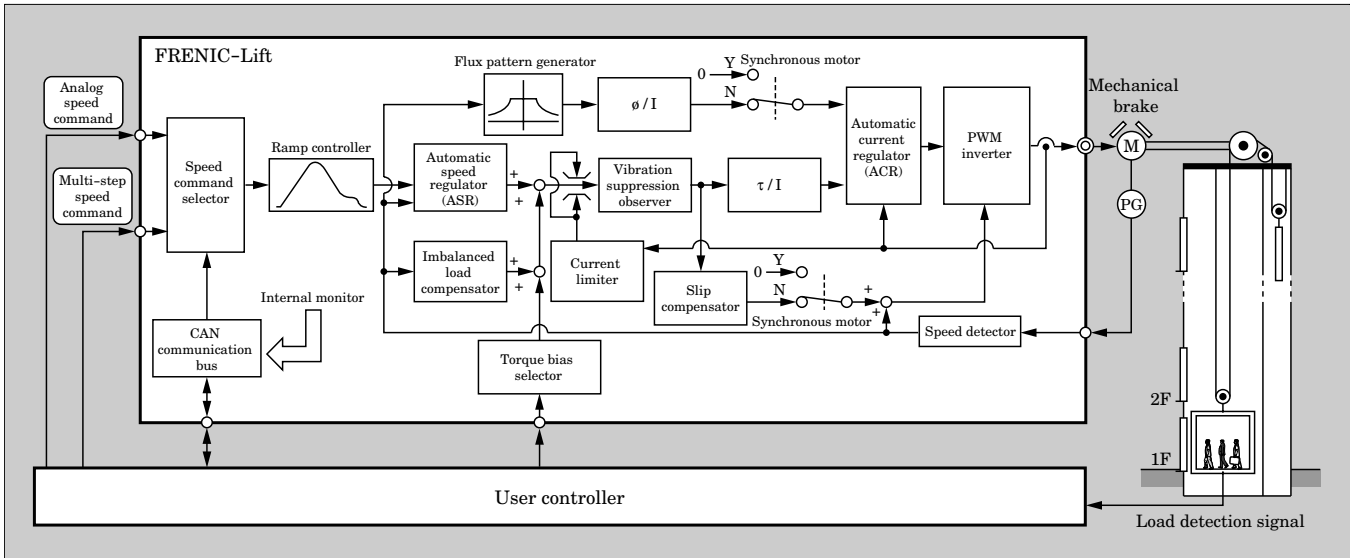 FRENIC-Lift
Analog
speed
command
Multi-step
speed
command
Speed
command
selector
Ramp controller
Flux pattern generator
ø / I
0
Y
N
Synchronous motor
Automatic
current
regulator
(ACR)
PWM
inverter
Mechanical
brake
M
PG
Automatic
speed
regulator
(ASR)
+
+
Vibration
suppression
observer
τ / I
Imbalanced
load
compensator
+
+
Current
limiter
Slip
compensator
0
Y
N
Synchronous motor
+
+
Speed detector
Internal monitor
CAN
communication
bus
Torque bias
selector
2F
1F
User controller
Load detection signal